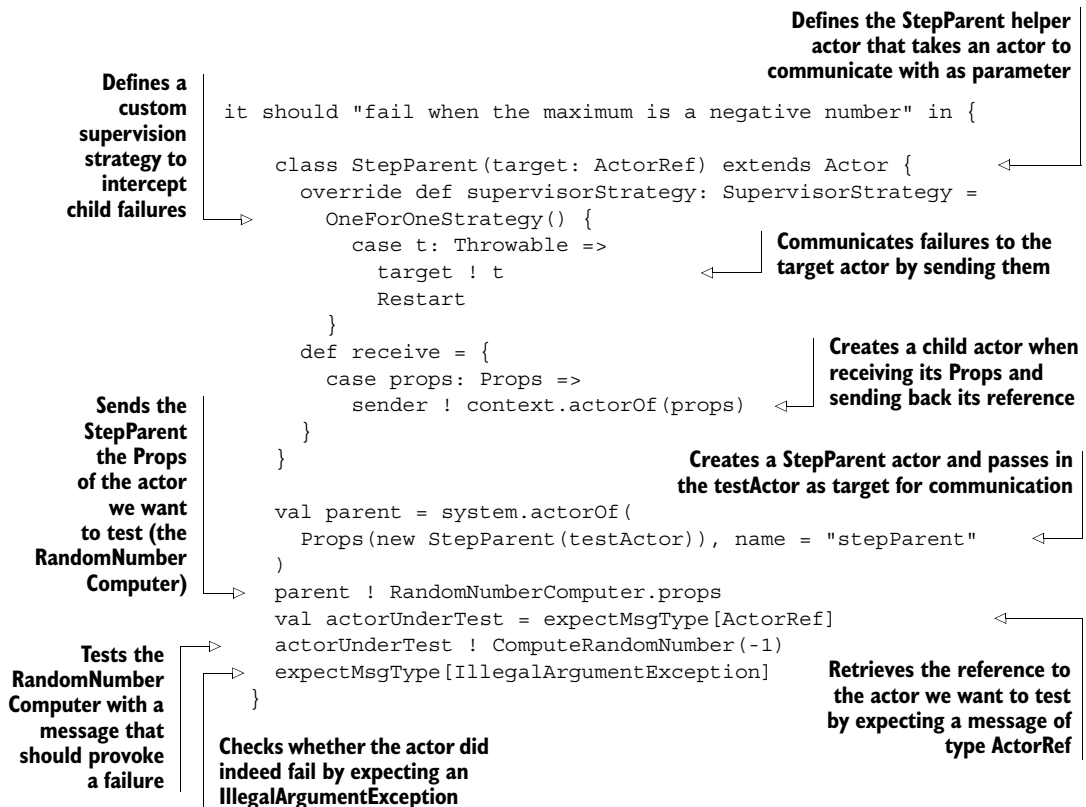 Defines the StepParent helper
actor that takes an actor to
communicate with as parameter
Defines a
custom
supervision
strategy to
intercept
child failures
it should "fail when the maximum is a negative number" in {
class StepParent(target: ActorRef) extends Actor {
override def supervisorStrategy: SupervisorStrategy =
OneForOneStrategy() {
case t: Throwable =>
target ! t
Restart
}
Communicates failures to the
target actor by sending them
def receive = {
case props: Props =>
sender ! context.actorOf(props)
}
}
Creates a child actor when
receiving its Props and
sending back its reference
Sends the
StepParent
the Props
of the actor
we want
to test (the
RandomNumber
Computer)
Creates a StepParent actor and passes in
the testActor as target for communication
val parent = system.actorOf(
Props(new StepParent(testActor)), name = "stepParent"
)
parent ! RandomNumberComputer.props
val actorUnderTest = expectMsgType[ActorRef]
actorUnderTest ! ComputeRandomNumber(-1)
expectMsgType[IllegalArgumentException]
}
Tests the
RandomNumber
Computer with a
message that
should provoke
a failure
Checks whether the actor did
indeed fail by expecting an
IllegalArgumentException
Retrieves the reference to
the actor we want to test
by expecting a message of
type ActorRef